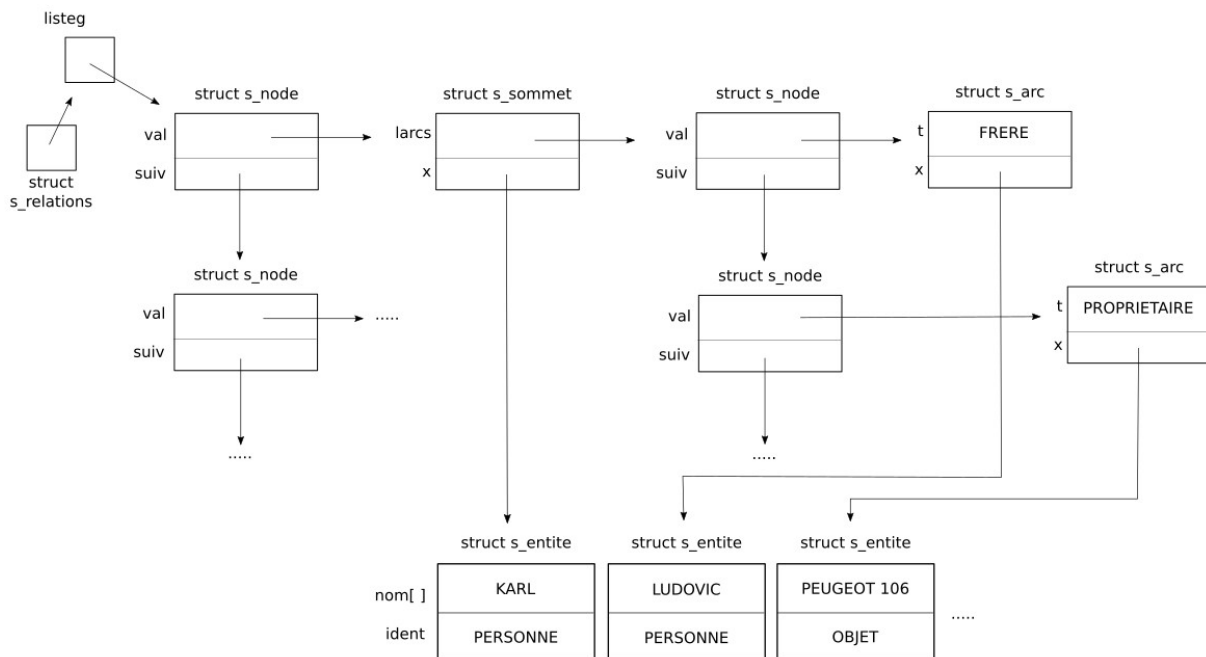 listeg
struct s_node
struct s_sommet
struct s_node
struct s_arc
val
larcs
val
t
FRERE
suiv
x
suiv
x
struct
s_relations
struct s_node
struct s_node
struct s_arc
val
.....
val
t
PROPRIETAIRE
suiv
suiv
x
.....
.....
struct s_entite
struct s_entite
struct s_entite
nom[ ]
KARL
LUDOVIC
PEUGEOT 106
.....
ident
PERSONNE
PERSONNE
OBJET